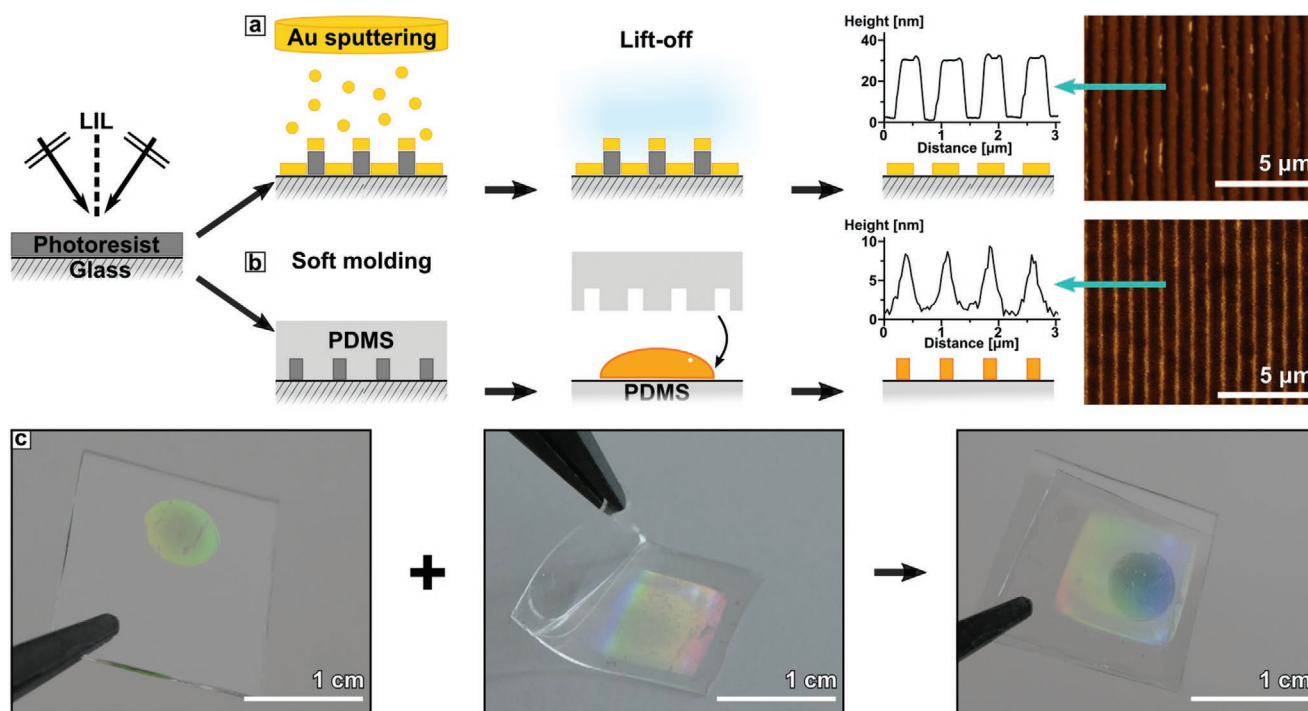 LIL
Photoresist
Glass
a
Au sputtering
Lift-off
Height [nm]
40
20
0
0
1
2
3
Distance [µm]
5 µm
b
Soft molding
PDMS
PDMS
Height [nm]
10
5
0
0
1
2
3
Distance [µm]
5 µm
c
1 cm
+
1 cm
1 cm